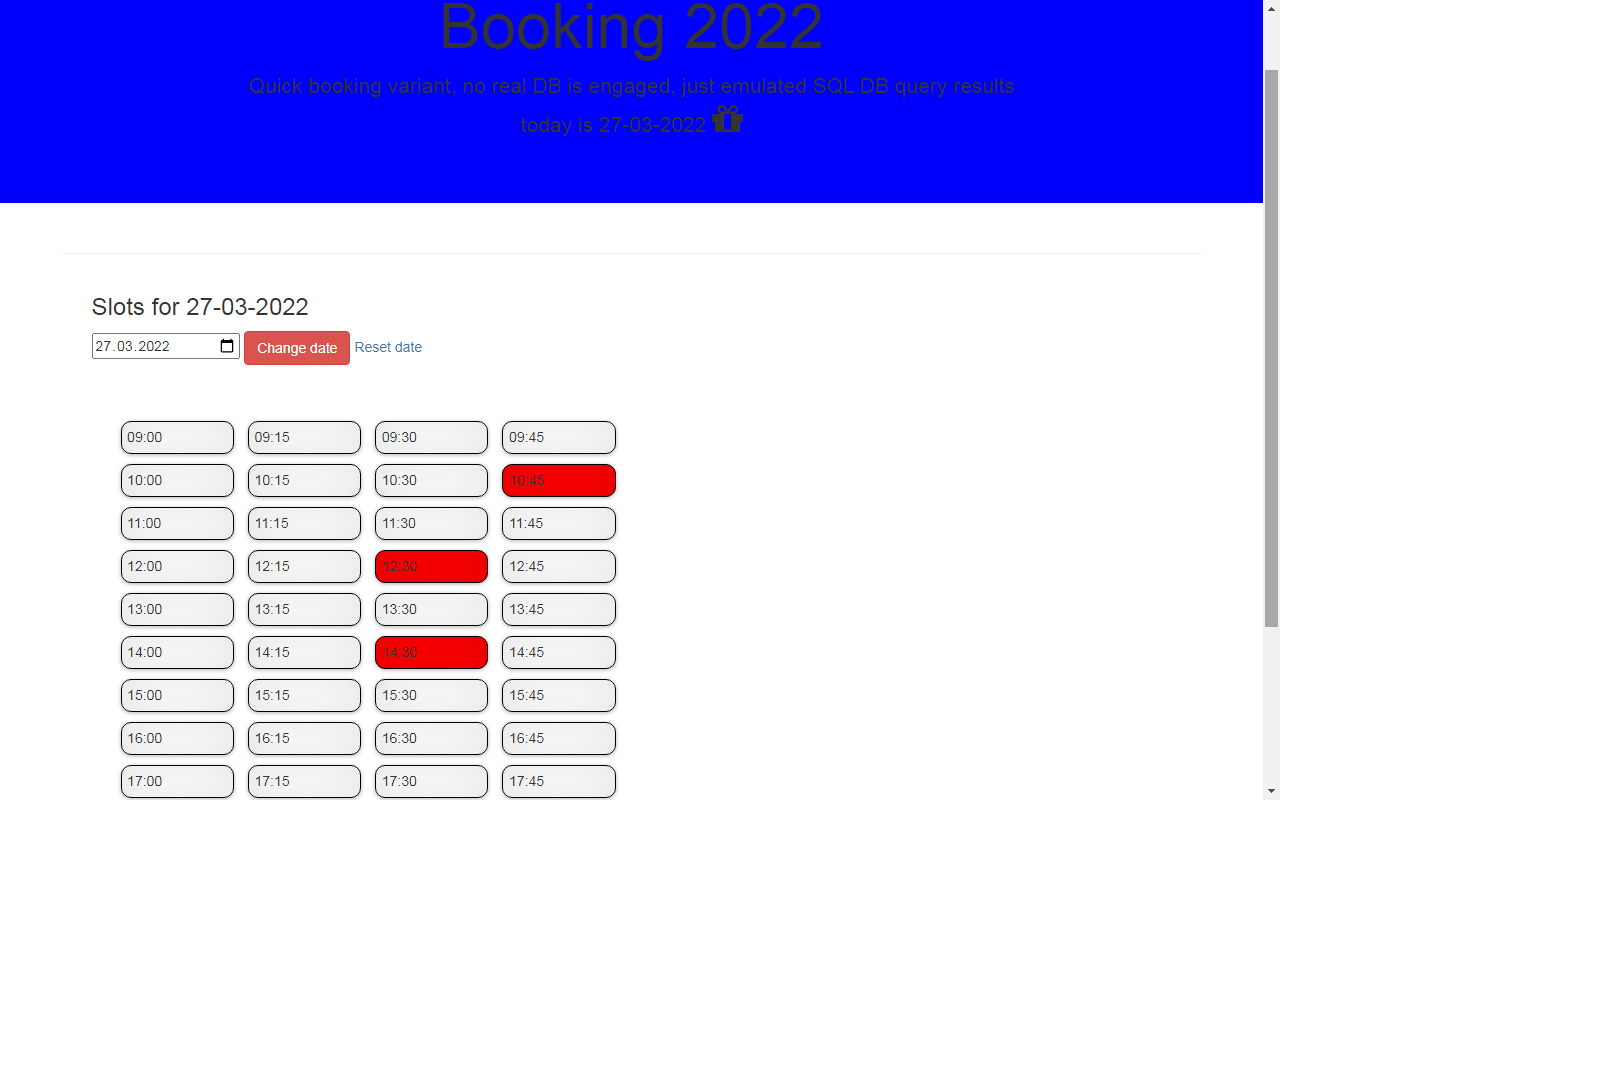 Booking 2022
Quick booking variant, no real DB is engaged, just emulated SQL DB query results
today is 27-03-2022
Slots for 27-03-2022
27.03.2022 Change date Reset date
09:00 09:15 09:30 09:45
10:00 10:15 10:30 10:45
11:00 11:15 11:30 11:45
12:00 12:15 12:30 12:45
13:00 13:15 13:30 13:45
14:00 14:15 14:30 14:45
15:00 15:15 15:30 15:45
16:00 16:15 16:30 16:45
17:00 17:15 17:30 17:45